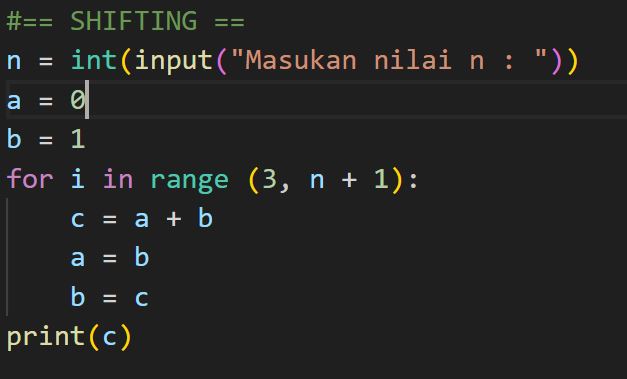 #== SHIFTING ==
n = int(input("Masukan nilai n : "))
a = 0
b = 1
for i in range (3, n + 1):
    c = a + b
    a = b
    b = c
print(c)